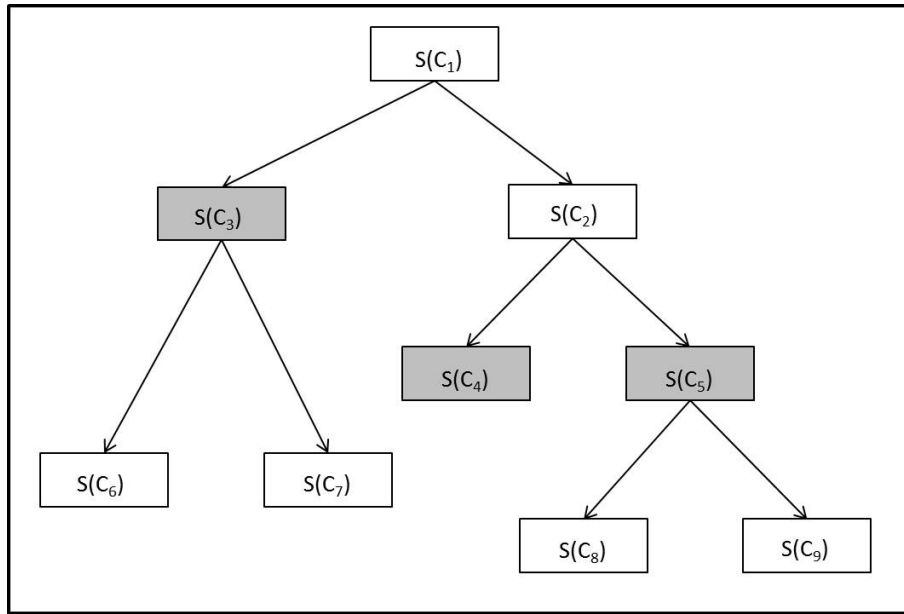 S(C₁)
S(C₃)
S(C₂)
S(C₄)
S(C₅)
S(C₆)
S(C₇)
S(C₈)
S(C₉)